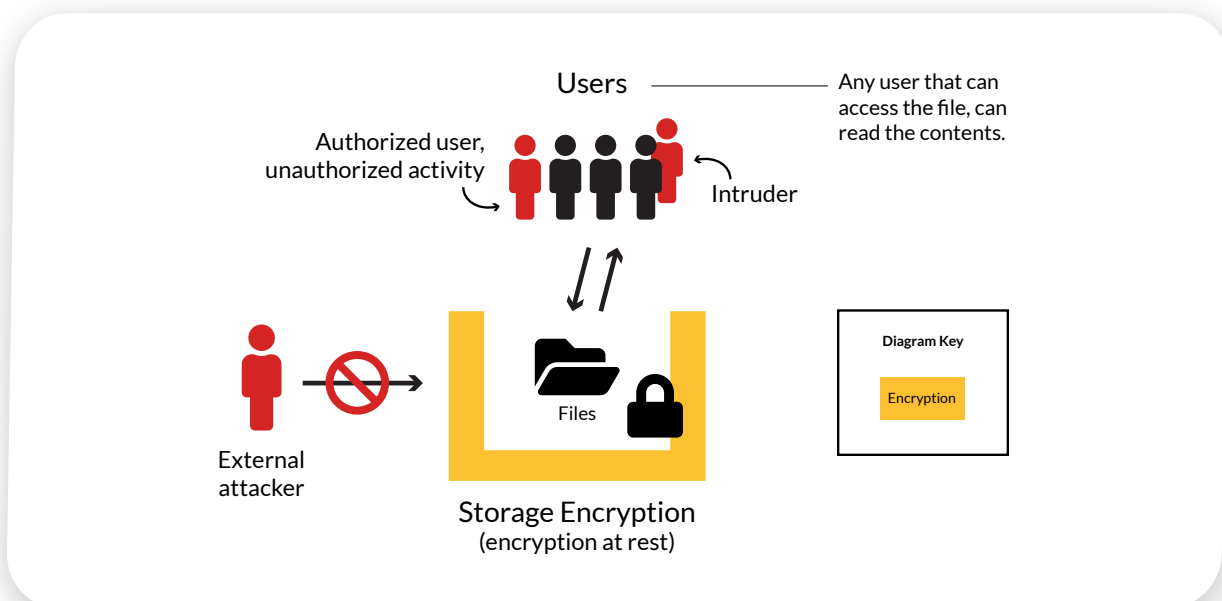 Users
Any user that can
access the file, can
read the contents.
Authorized user,
unauthorized activity
Intruder
External
attacker
Files
Storage Encryption
(encryption at rest)
Diagram Key
Encryption